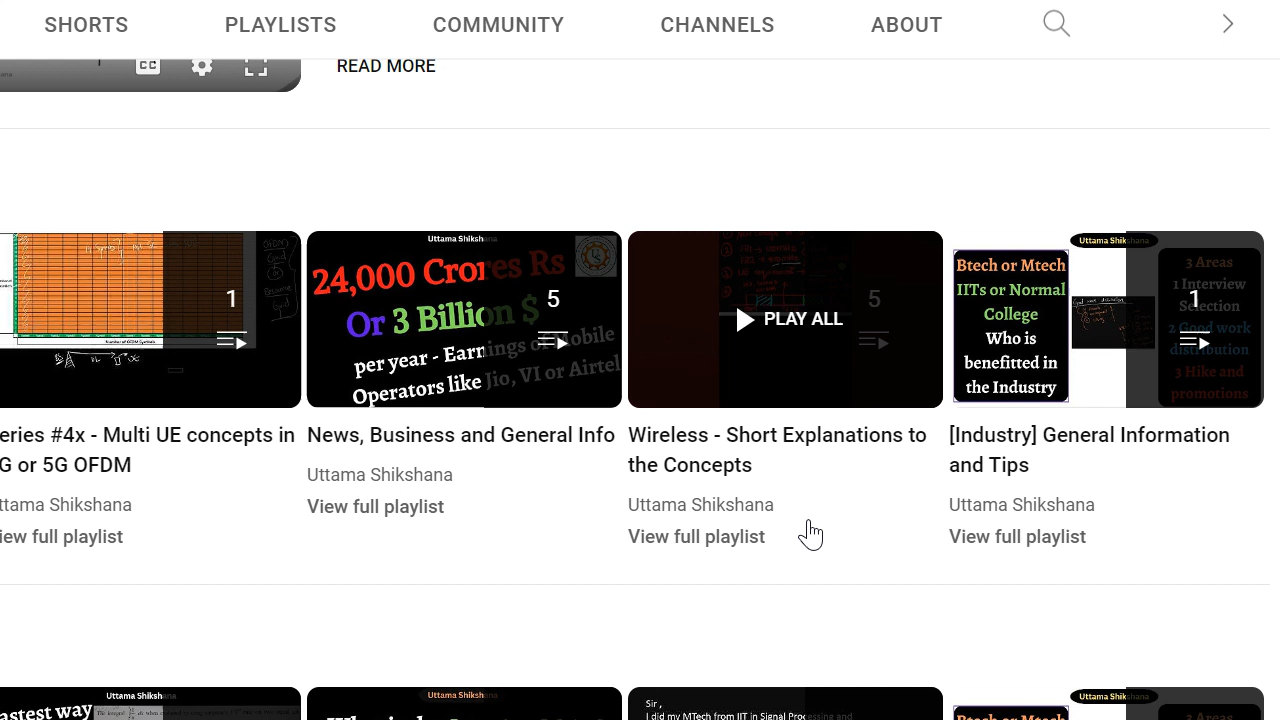 SHORTS PLAYLISTS COMMUNITY CHANNELS ABOUT
CC
READ MORE
1
Number of OFDM Symbols
eries #4x - Multi UE concepts in
G or 5G OFDM
ttama Shikshana
iew full playlist
Uttama Shikshana
24,000 Crores Rs
Or 3 Billion $
per year - Earnings of Mobile
Operators like Jio, VI or Airtel
5
News, Business and General Info
Uttama Shikshana
View full playlist
5
PLAY ALL
Wireless - Short Explanations to
the Concepts
Uttama Shikshana
View full playlist
Uttama Shikshana
Btech or Mtech
IITs or Normal
College
Who is
benefitted in
the Industry
3 Areas
1 Interview
Selection
2 Good work
distribution
3 Hike and
promotions
1
[Industry] General Information
and Tips
Uttama Shikshana
View full playlist
Uttama Shikshana
astest way
Uttama Shikshana
Sir,
I did my MTech from IIT in Signal Processing and
Uttama Shikshana
Btech or Mtech
3 Areas